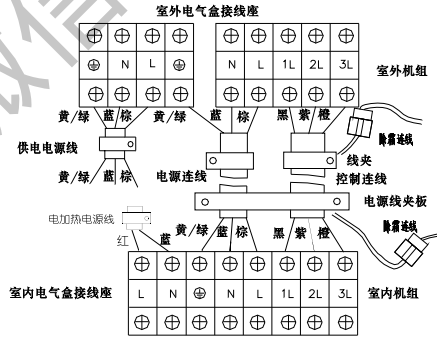 室外电气盒接线座
N L
N L 1L 2L 3L
室外机组
黄/绿 蓝 棕 黄/绿 蓝 棕 黑 紫 橙
除霜连线
供电电源线
线夹
黄/绿 蓝 棕
电源连线
控制连线
电源线夹板
电加热电源线
除霜连线
红 蓝 黄/绿 蓝 棕 黑 紫 橙
室内电气盒接线座
L N N L 1L 2L 3L
室内机组